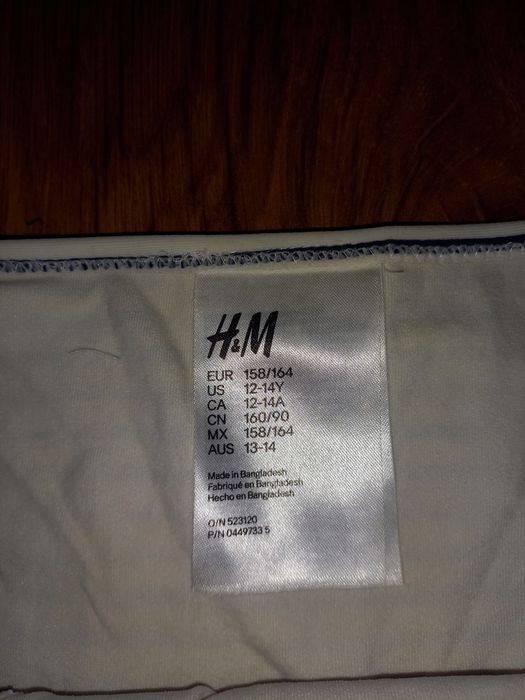 H&M
EUR 158/164
US 12-14Y
CA 12-14A
CN 160/90
MX 158/164
AUS 13-14
Made in Bangladesh
Fabriqué en Bangladesh
Hecho en Bangladesh
O/N 523120
P/N 0449733 5